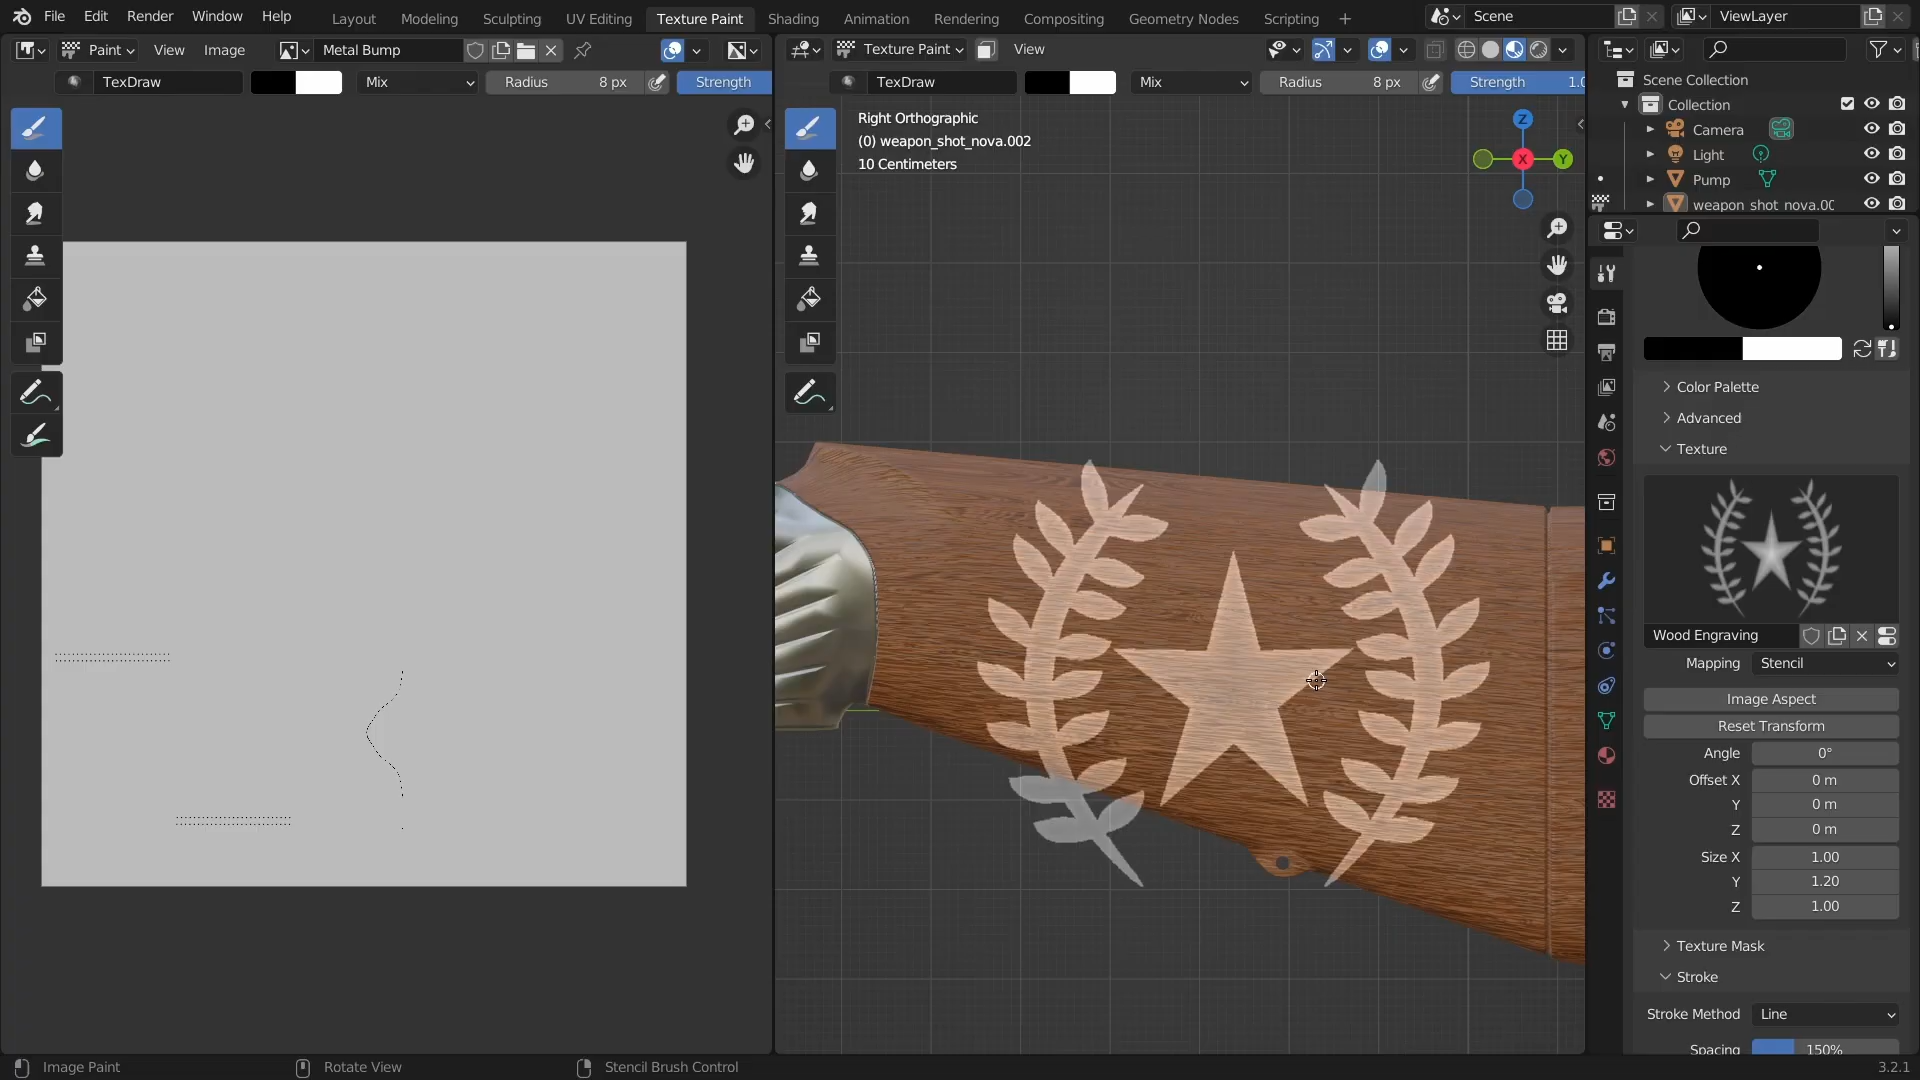 File Edit Render Window Help Layout Modeling Sculpting UV Editing Texture Paint Shading Animation Rendering Compositing Geometry Nodes Scripting Scene ViewLayer
Paint View Image Metal Bump Texture Paint View
TexDraw Mix Radius 8 px Strength TexDraw Mix Radius 8 px Strength 1.0
Scene Collection
Collection
Camera
Light
Pump
weapon_shot_nova.00
Right Orthographic
(0) weapon_shot_nova.002
10 Centimeters
Z
X
Y
Color Palette
Advanced
Texture
Wood Engraving
Mapping Stencil
Image Aspect
Reset Transform
Angle 0°
Offset X 0 m
Y 0 m
Z 0 m
Size X 1.00
Y 1.20
Z 1.00
Texture Mask
Stroke
Stroke Method Line
Spacing 150%
Image Paint Rotate View Stencil Brush Control 3.2.1